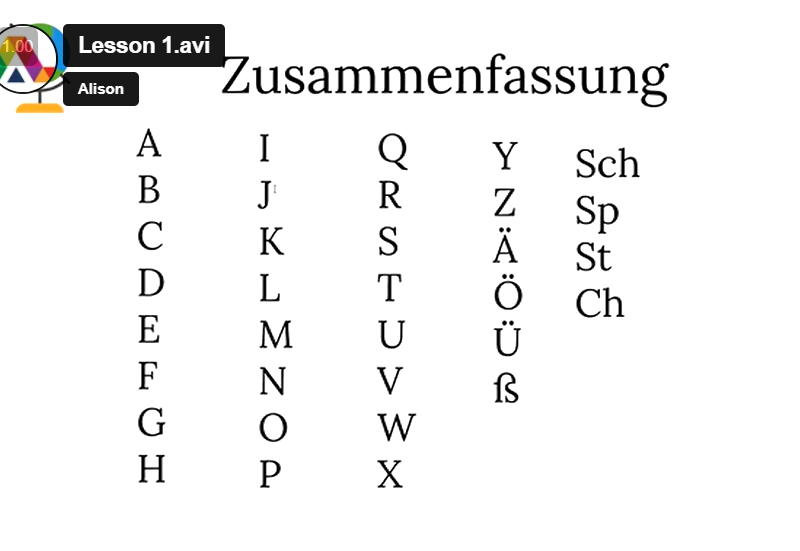 1.00
Lesson 1.avi
Alison
Zusammenfassung
A
B
C
D
E
F
G
H
I
J
K
L
M
N
O
P
Q
R
S
T
U
V
W
X
Y
Z
Ä
Ö
Ü
ß
Sch
Sp
St
Ch